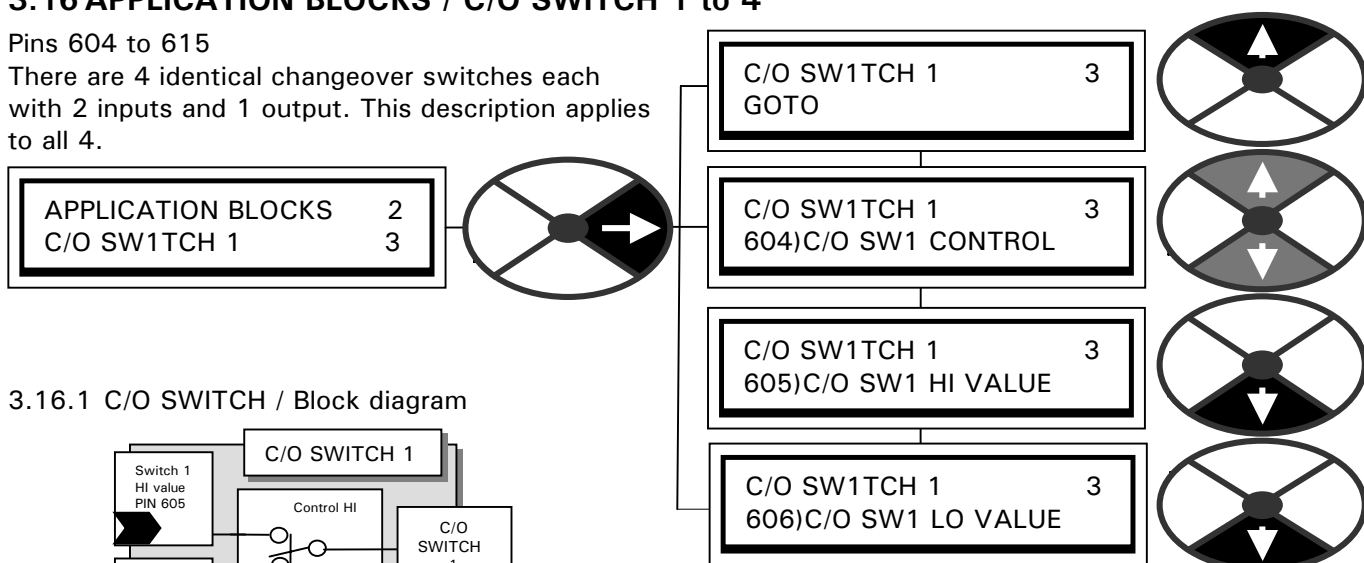 3.16 APPLICATION BLOCKS / C/O SWITCH 1 to 4
Pins 604 to 615
There are 4 identical changeover switches each
with 2 inputs and 1 output. This description applies
to all 4.
APPLICATION BLOCKS 2
C/O SW1TCH 1 3
C/O SW1TCH 1 3
GOTO
C/O SW1TCH 1 3
604)C/O SW1 CONTROL
C/O SW1TCH 1 3
605)C/O SW1 HI VALUE
C/O SW1TCH 1 3
606)C/O SW1 LO VALUE
3.16.1 C/O SWITCH / Block diagram
C/O SWITCH 1
Switch 1
HI value
PIN 605
Control HI
C/O
SWITCH
1